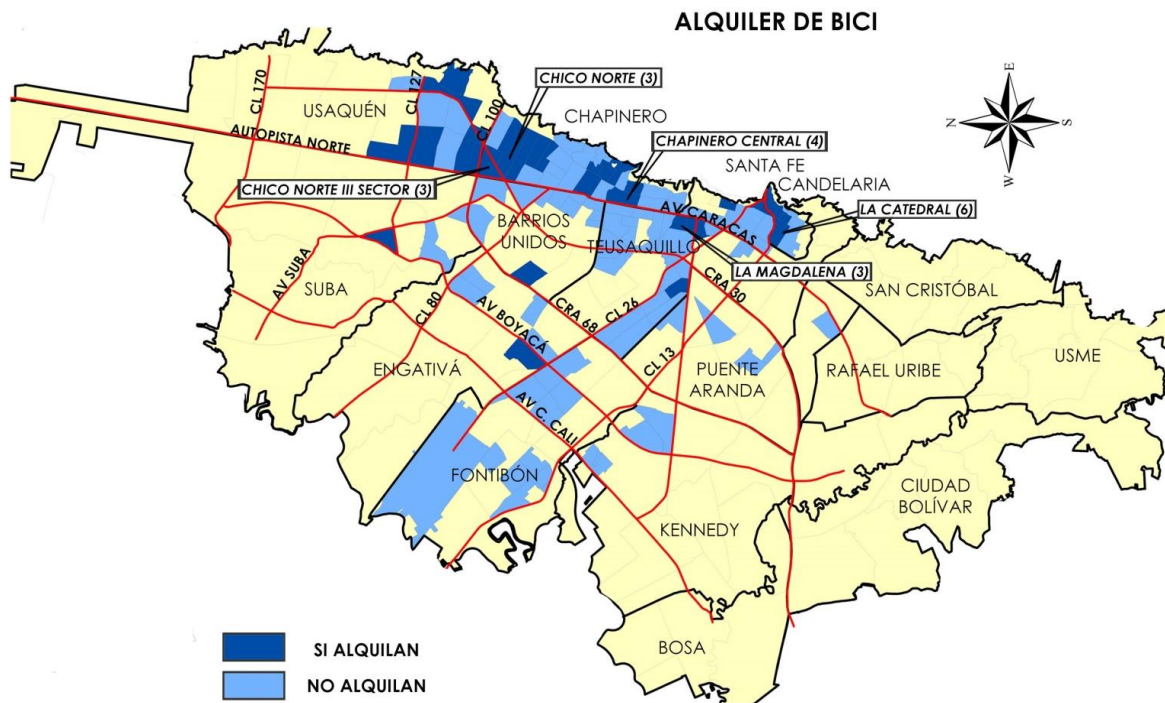 ALQUILER DE BICI
CHICO NORTE (3)
CL 170
CL 127
USAQUÉN
CL 100
CHAPINERO
AUTOPISTA NORTE
CHAPINERO CENTRAL (4)
SANTA FE
CANDELARIA
CHICO NORTE III SECTOR (3)
LA CATEDRAL (6)
AV CARACAS
BARRIOS
UNIDOS
TEUSAQUILLO
LA MAGDALENA (3)
AV SUBA
SUBA
CL 80
AV BOYACÁ
CRA 68
CL 26
CRA 30
SAN CRISTÓBAL
ENGATIVÁ
CL 13
PUENTE
ARANDA
RAFAEL URIBE
USME
AV C. CALI
FONTIBÓN
CIUDAD
BOLÍVAR
KENNEDY
BOSA
N
E
S
W
SI ALQUILAN
NO ALQUILAN